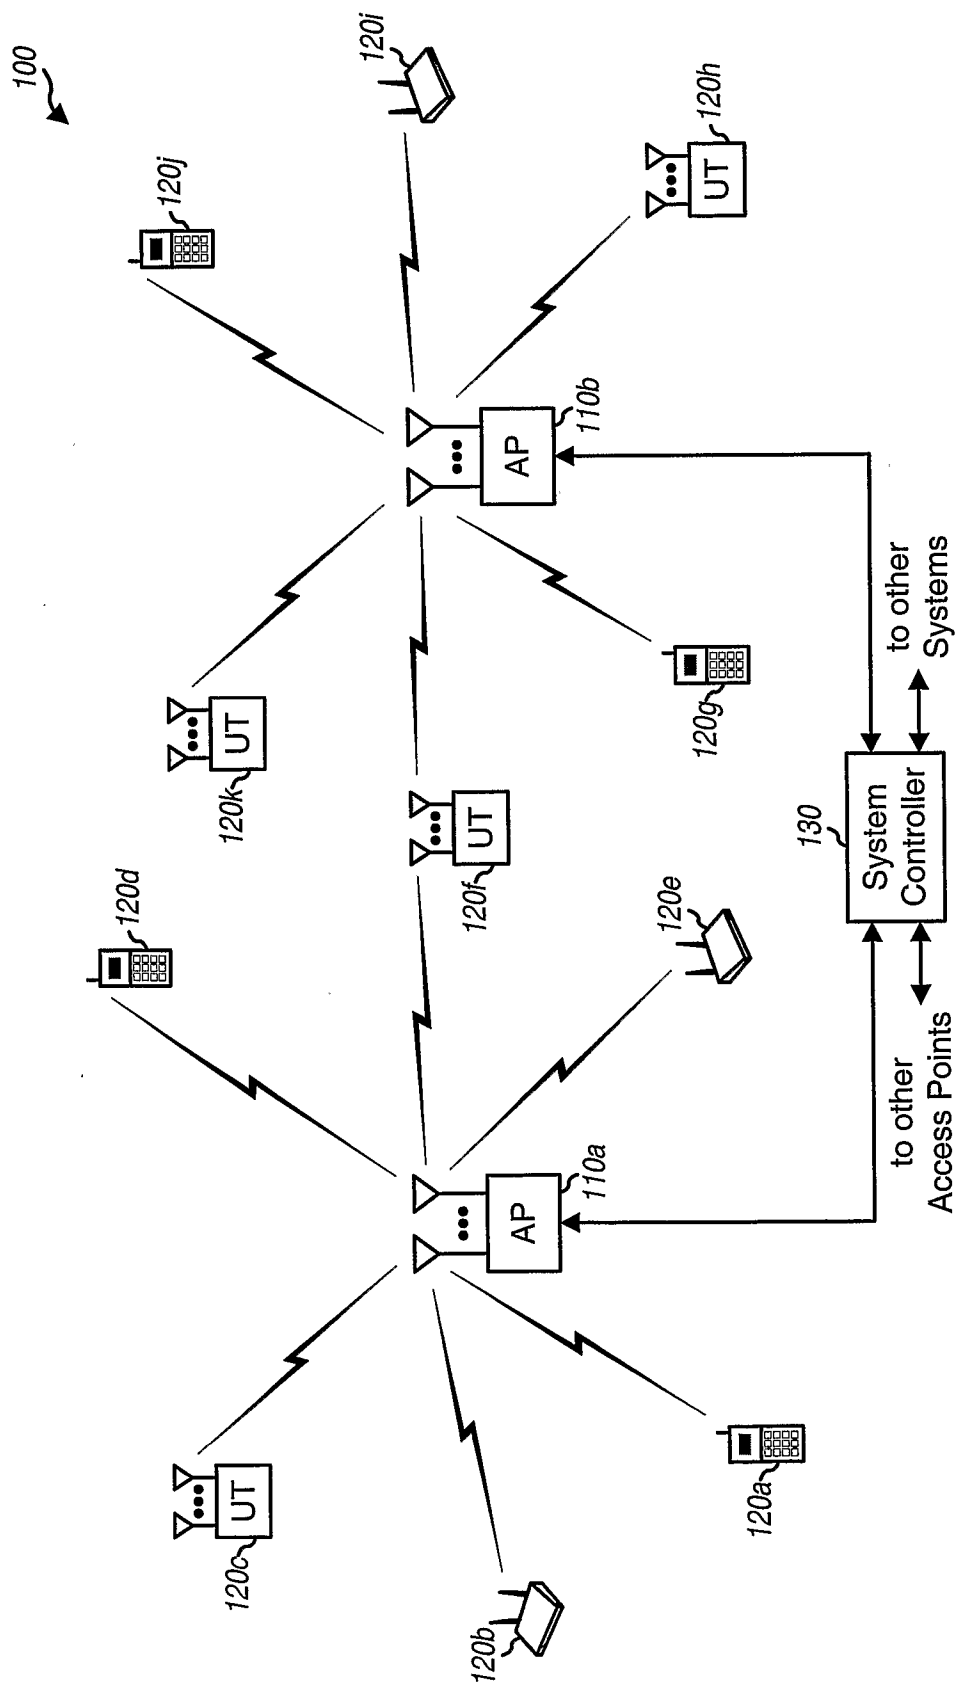 100
120i
120j
120h
UT
110b
AP
120k
UT
120g
120d
120f
UT
120e
110a
AP
120c
UT
120b
120a
130
System
Controller
to other
Systems
to other
Access Points